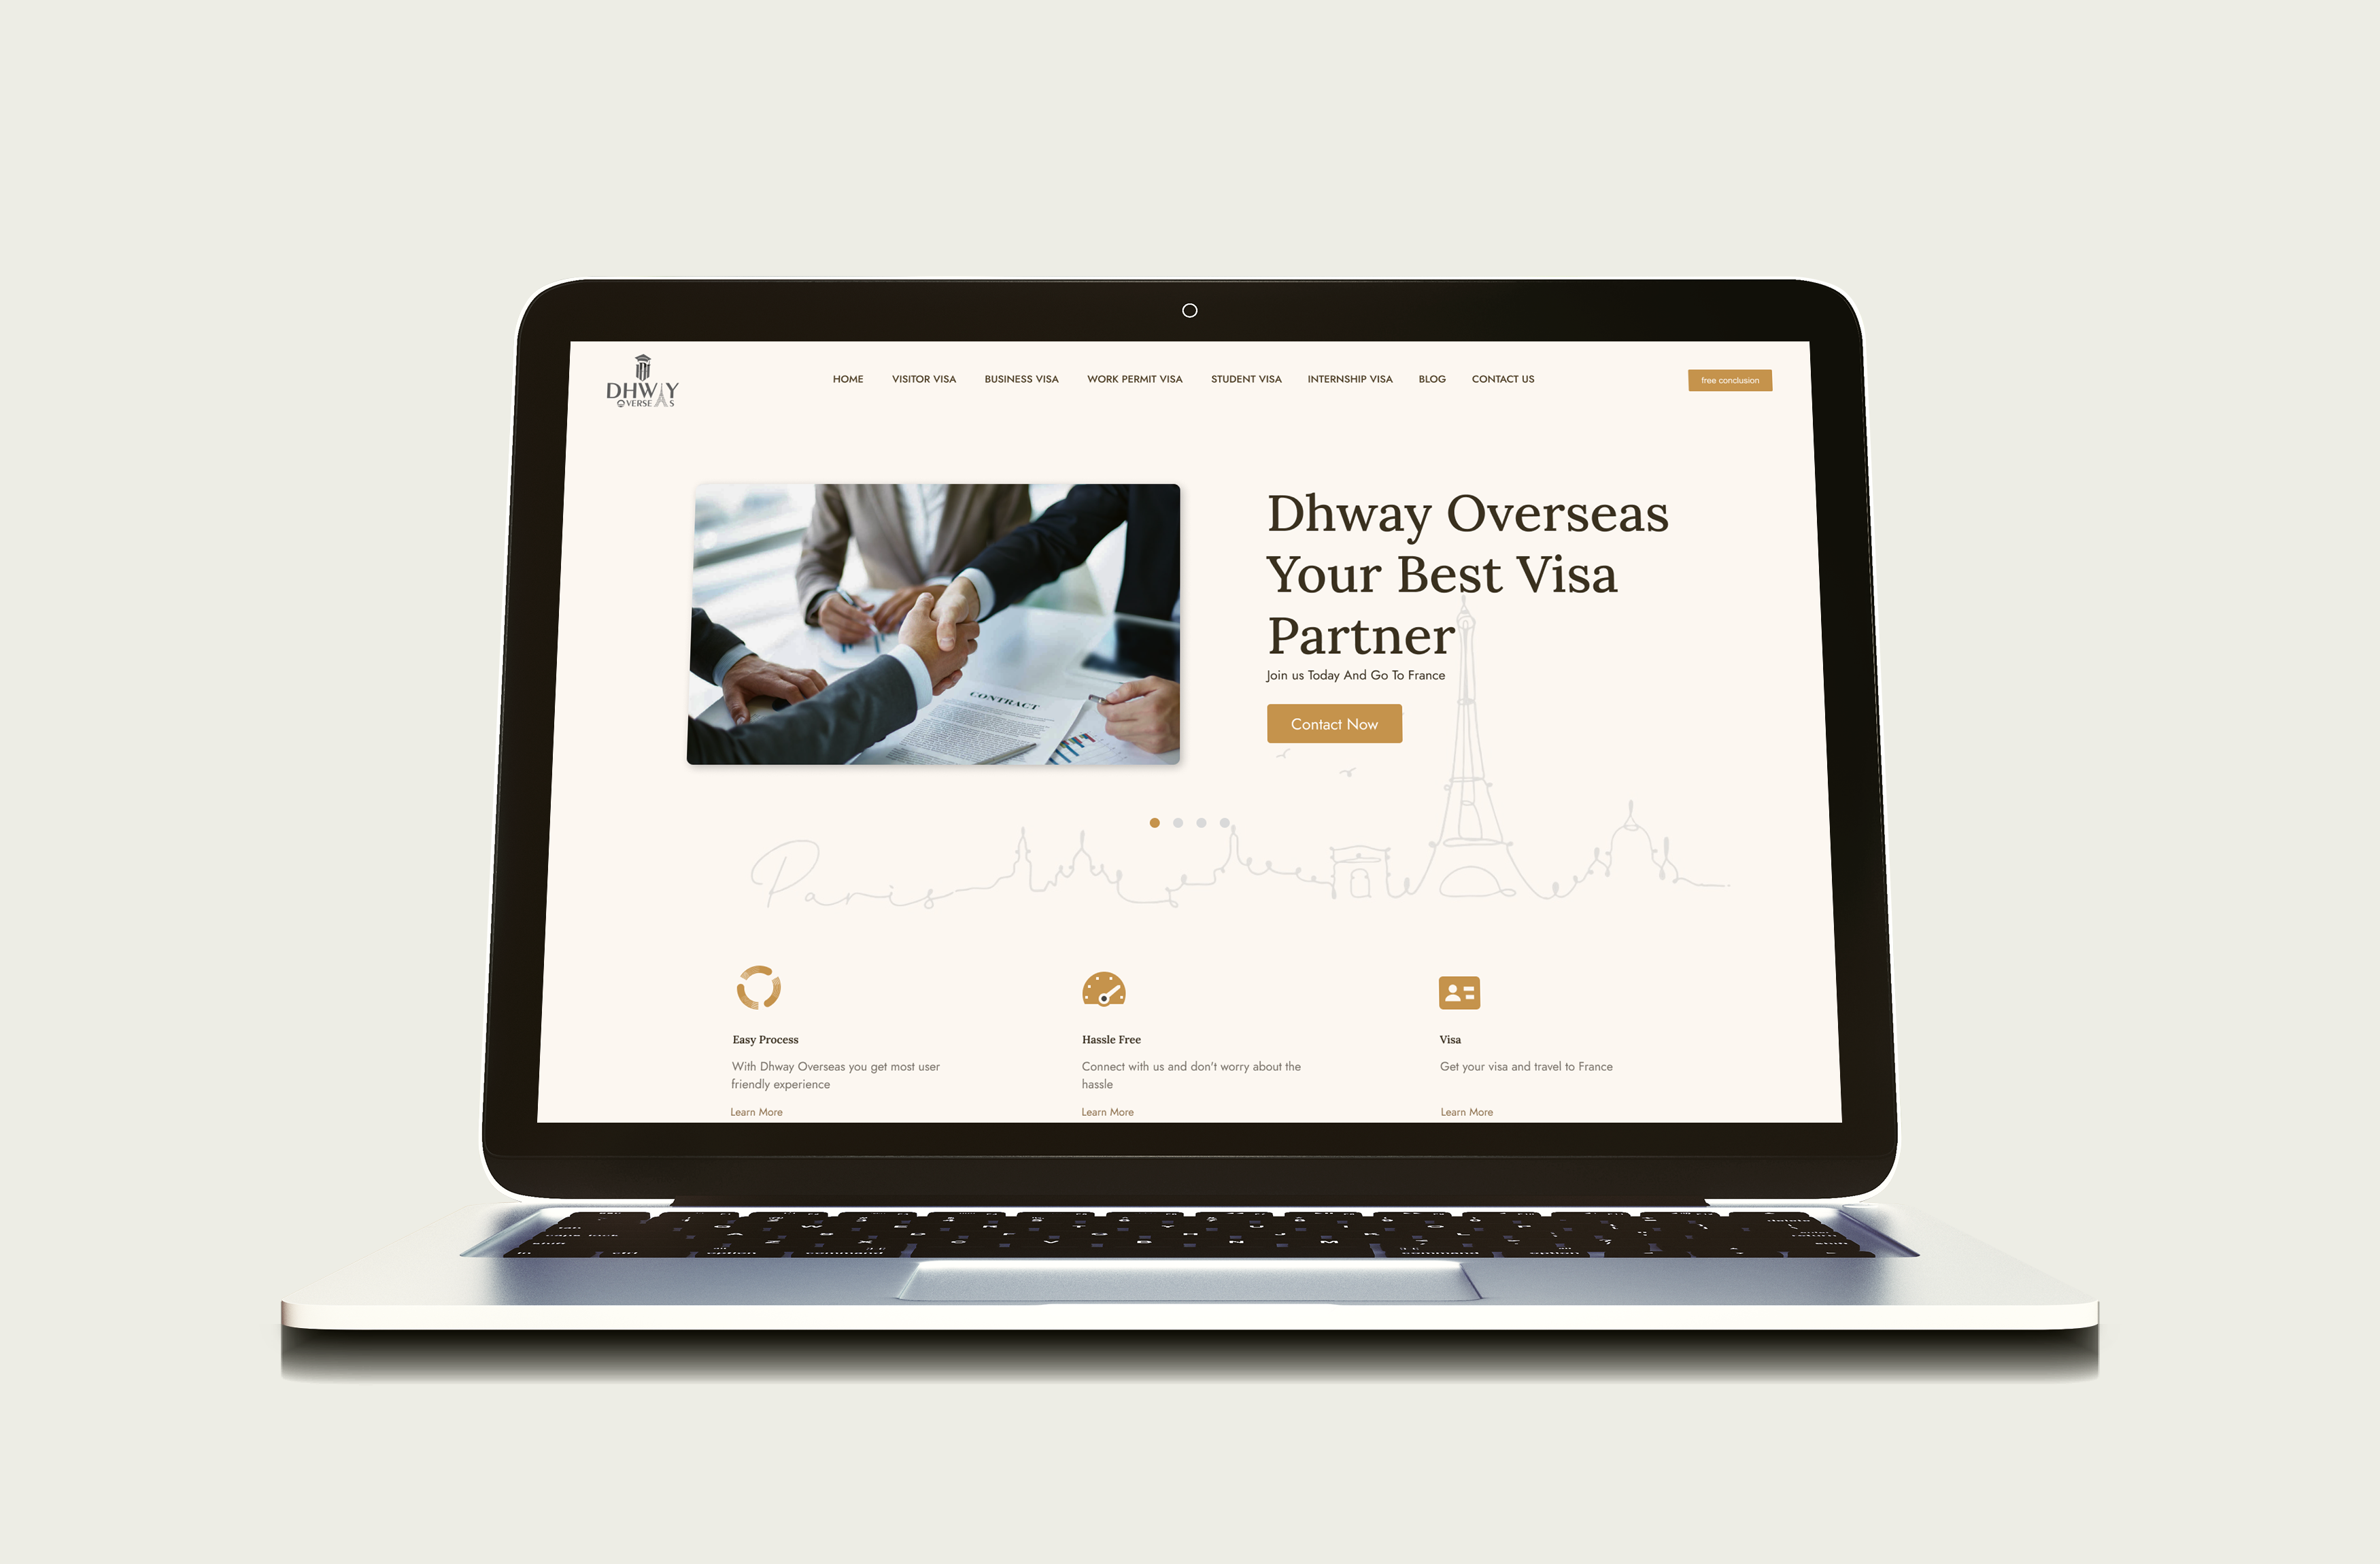 DHWAY
OVERSEAS
HOME VISITOR VISA BUSINESS VISA WORK PERMIT VISA STUDENT VISA INTERNSHIP VISA BLOG CONTACT US
free conclusion
Dhway Overseas
Your Best Visa
Partner
Join us Today And Go To France
Contact Now
CONTRACT
Paris
Easy Process
With Dhway Overseas you get most user
friendly experience
Learn More
Hassle Free
Connect with us and don't worry about the
hassle
Learn More
Visa
Get your visa and travel to France
Learn More